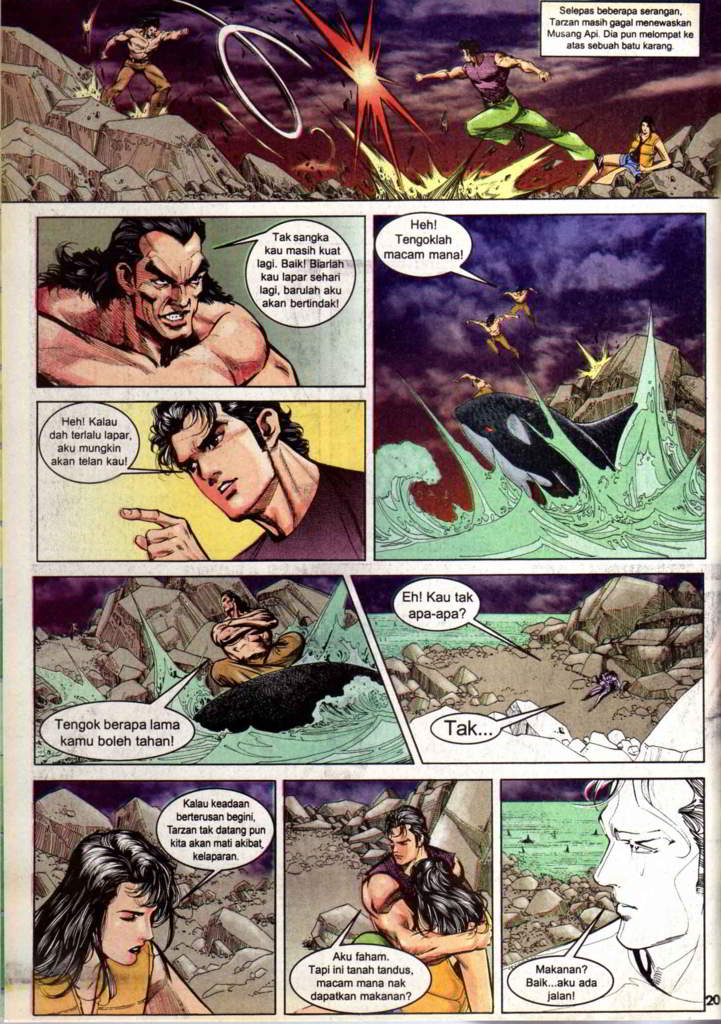 Selepas beberapa serangan,
Tarzan masih gagal menewaskan
Musang Api. Dia pun melompat ke
atas sebuah batu karang.
Tak sangka
kau masih kuat
lagi. Baik! Biarlah
kau lapar sehari
lagi, barulah aku
akan bertindak!
Heh!
Tengoklah
macam mana!
Heh! Kalau
dah terlalu lapar,
aku mungkin
akan telan kau!
Tengok berapa lama
kamu boleh tahan!
Eh! Kau tak
apa-apa?
Tak...
Kalau keadaan
berterusan begini,
Tarzan tak datang pun
kita akan mati akibat
kelaparan.
Aku faham.
Tapi ini tanah tandus,
macam mana nak
dapatkan makanan?
Makanan?
Baik...aku ada
jalan!
20